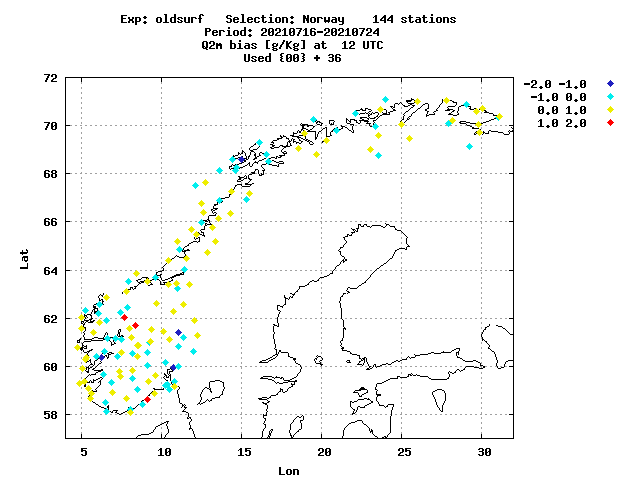 Exp: oldsurf   Selection: Norway    144 stations
Period: 20210716-20210724
Q2m bias [g/Kg] at  12 UTC
Used {00} + 36
-2.0 -1.0
-1.0 0.0
0.0 1.0
1.0 2.0
72
70
68
66
64
62
60
58
Lat
5 10 15 20 25 30
Lon